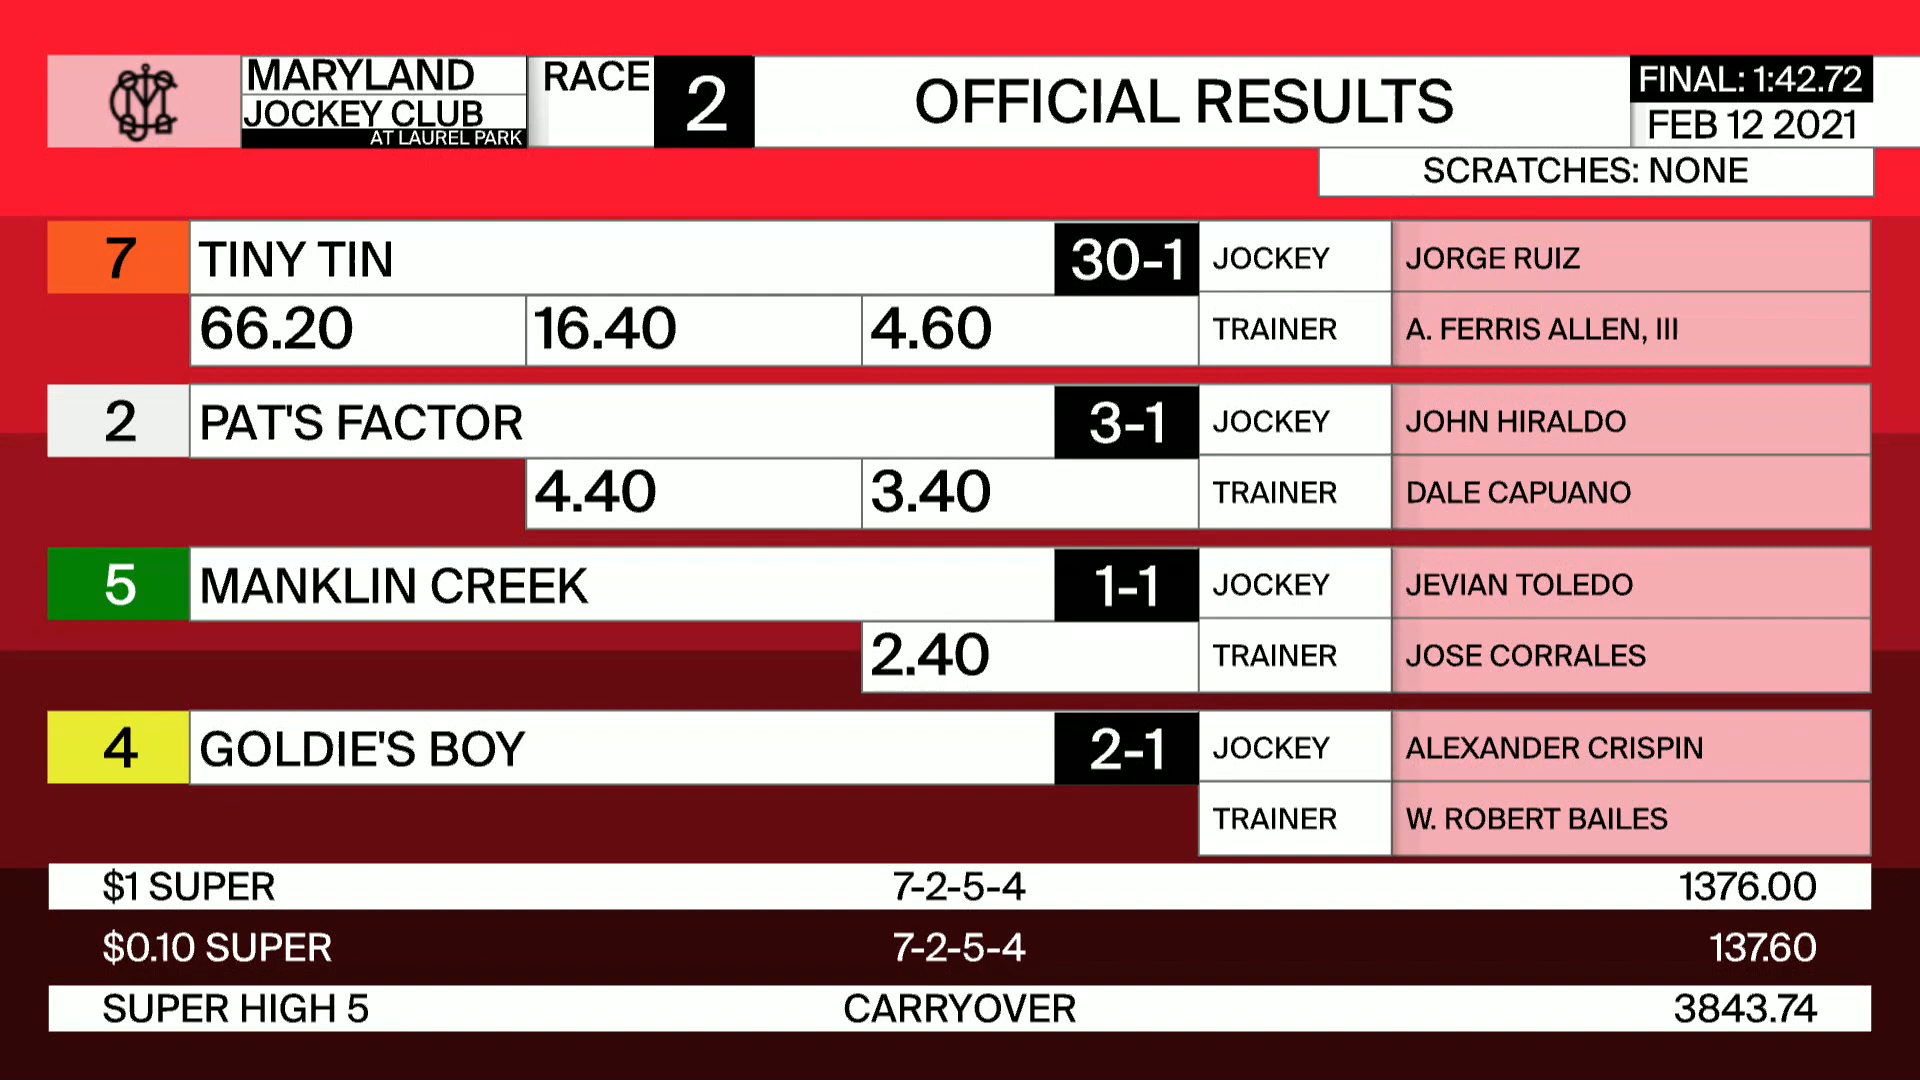 MARYLAND
JOCKEY CLUB
AT LAUREL PARK
RACE 2
OFFICIAL RESULTS
FINAL: 1:42.72
FEB 12 2021
SCRATCHES: NONE
7 TINY TIN 30-1 JOCKEY JORGE RUIZ
66.20 16.40 4.60 TRAINER A. FERRIS ALLEN, III
2 PAT'S FACTOR 3-1 JOCKEY JOHN HIRALDO
4.40 3.40 TRAINER DALE CAPUANO
5 MANKLIN CREEK 1-1 JOCKEY JEVIAN TOLEDO
2.40 TRAINER JOSE CORRALES
4 GOLDIE'S BOY 2-1 JOCKEY ALEXANDER CRISPIN
TRAINER W. ROBERT BAILES
$1 SUPER 7-2-5-4 1376.00
$0.10 SUPER 7-2-5-4 137.60
SUPER HIGH 5 CARRYOVER 3843.74